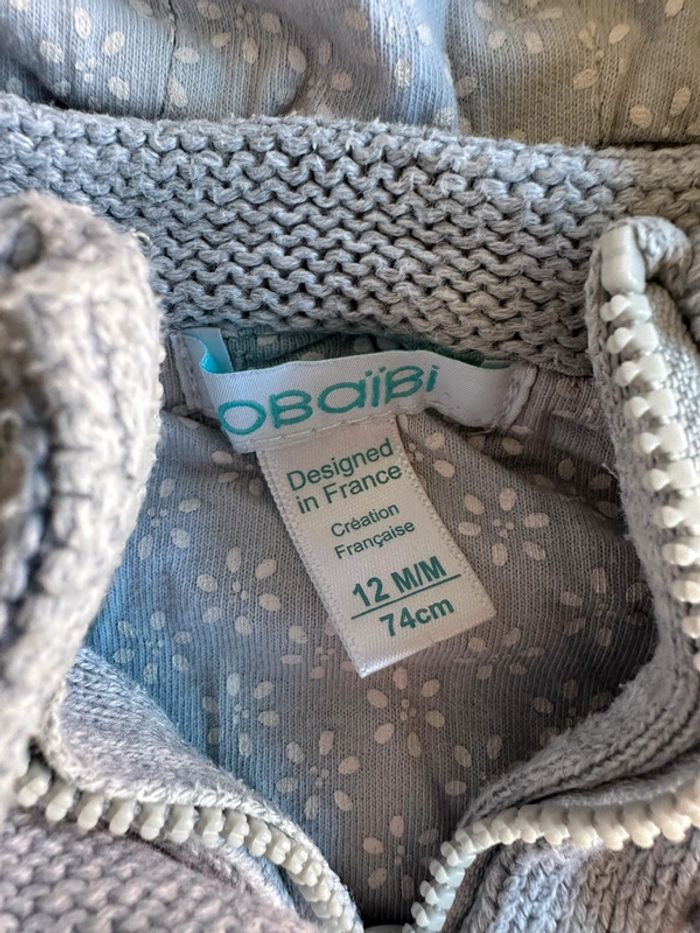 OBaïBi
Designed
in France
Création
Française
12 M/M
74cm